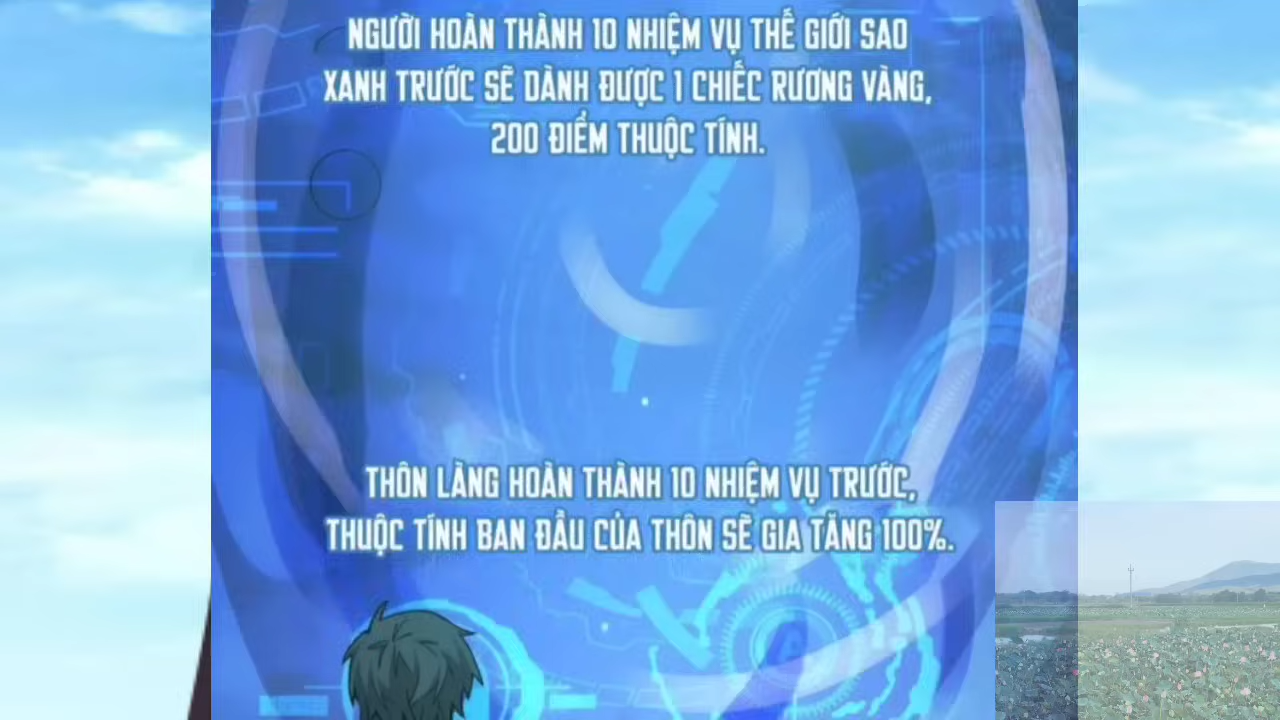 NGƯỜI HOÀN THÀNH 10 NHIỆM VỤ THẾ GIỚI SAO
XANH TRƯỚC SẼ DÀNH ĐƯỢC 1 CHIẾC RƯƠNG VÀNG,
200 ĐIỂM THUỘC TÍNH.
THÔN LÀNG HOÀN THÀNH 10 NHIỆM VỤ TRƯỚC,
THUỘC TÍNH BAN ĐẦU CỦA THÔN SẼ GIA TĂNG 100%.